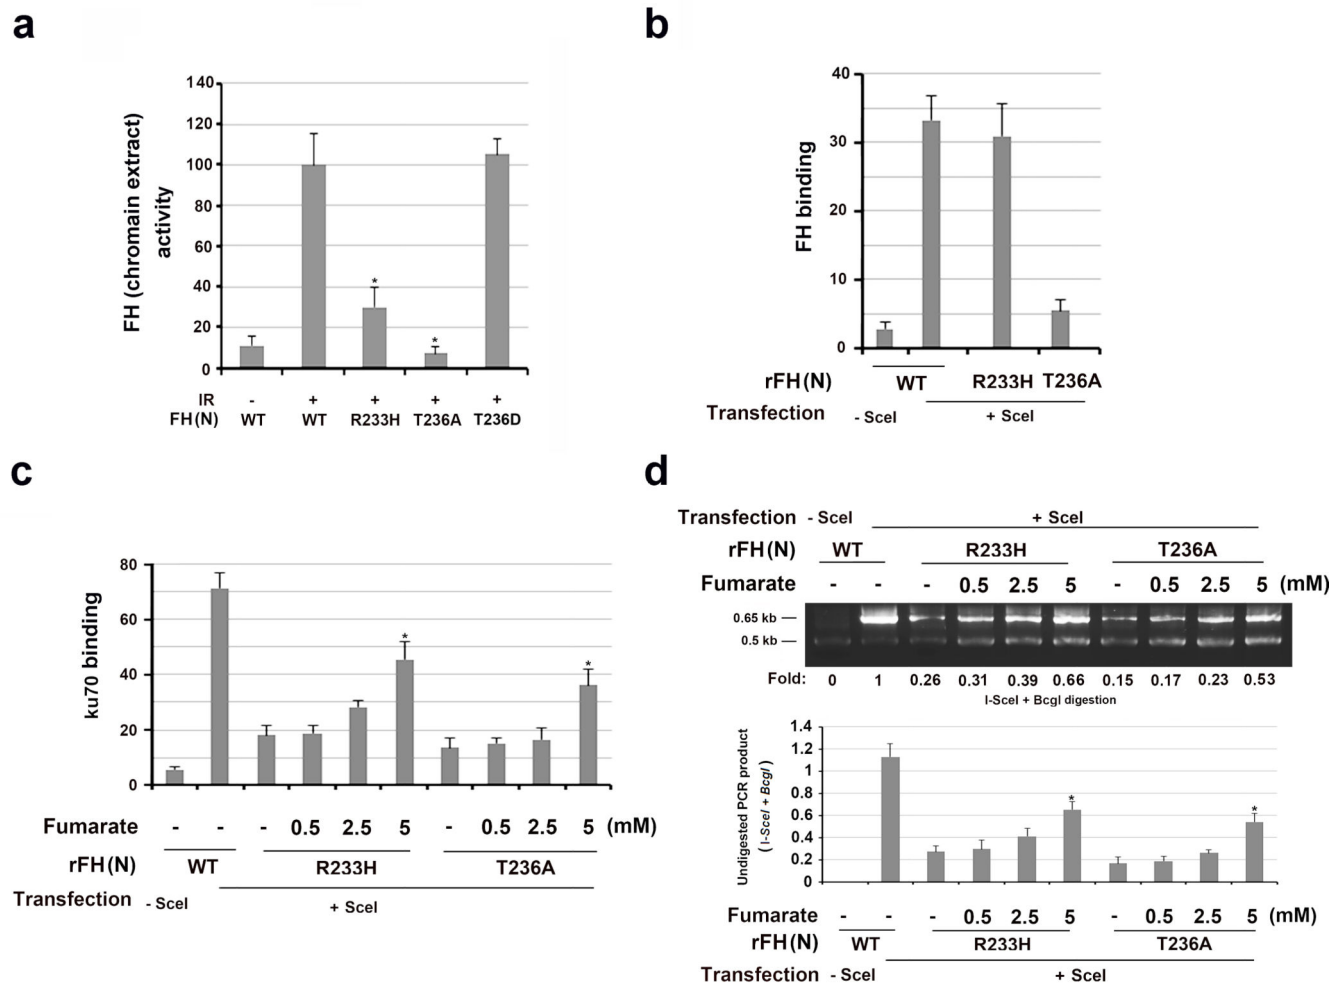 a
FH (chromain extract)
activity
140
120
100
80
60
40
20
0
* *
IR - + + + +
FH(N) WT WT R233H T236A T236D
b
FH binding
40
30
20
10
0
rFH(N) WT R233H T236A
Transfection - SceI + SceI
c
ku70 binding
80
60
40
20
0
* *
Fumarate - - - 0.5 2.5 5 - 0.5 2.5 5 (mM)
rFH(N) WT R233H T236A
Transfection - SceI + SceI
d
Transfection - SceI + SceI
rFH(N) WT R233H T236A
Fumarate - - - 0.5 2.5 5 - 0.5 2.5 5 (mM)
0.65 kb
0.5 kb
Fold: 0 1 0.26 0.31 0.39 0.66 0.15 0.17 0.23 0.53
I-SceI + BcgI digestion
Undigested PCR product
(I-SceI + BcgI)
1.4
1.2
1
0.8
0.6
0.4
0.2
0
* *
Fumarate - - - 0.5 2.5 5 - 0.5 2.5 5 (mM)
rFH(N) WT R233H T236A
Transfection - SceI + SceI